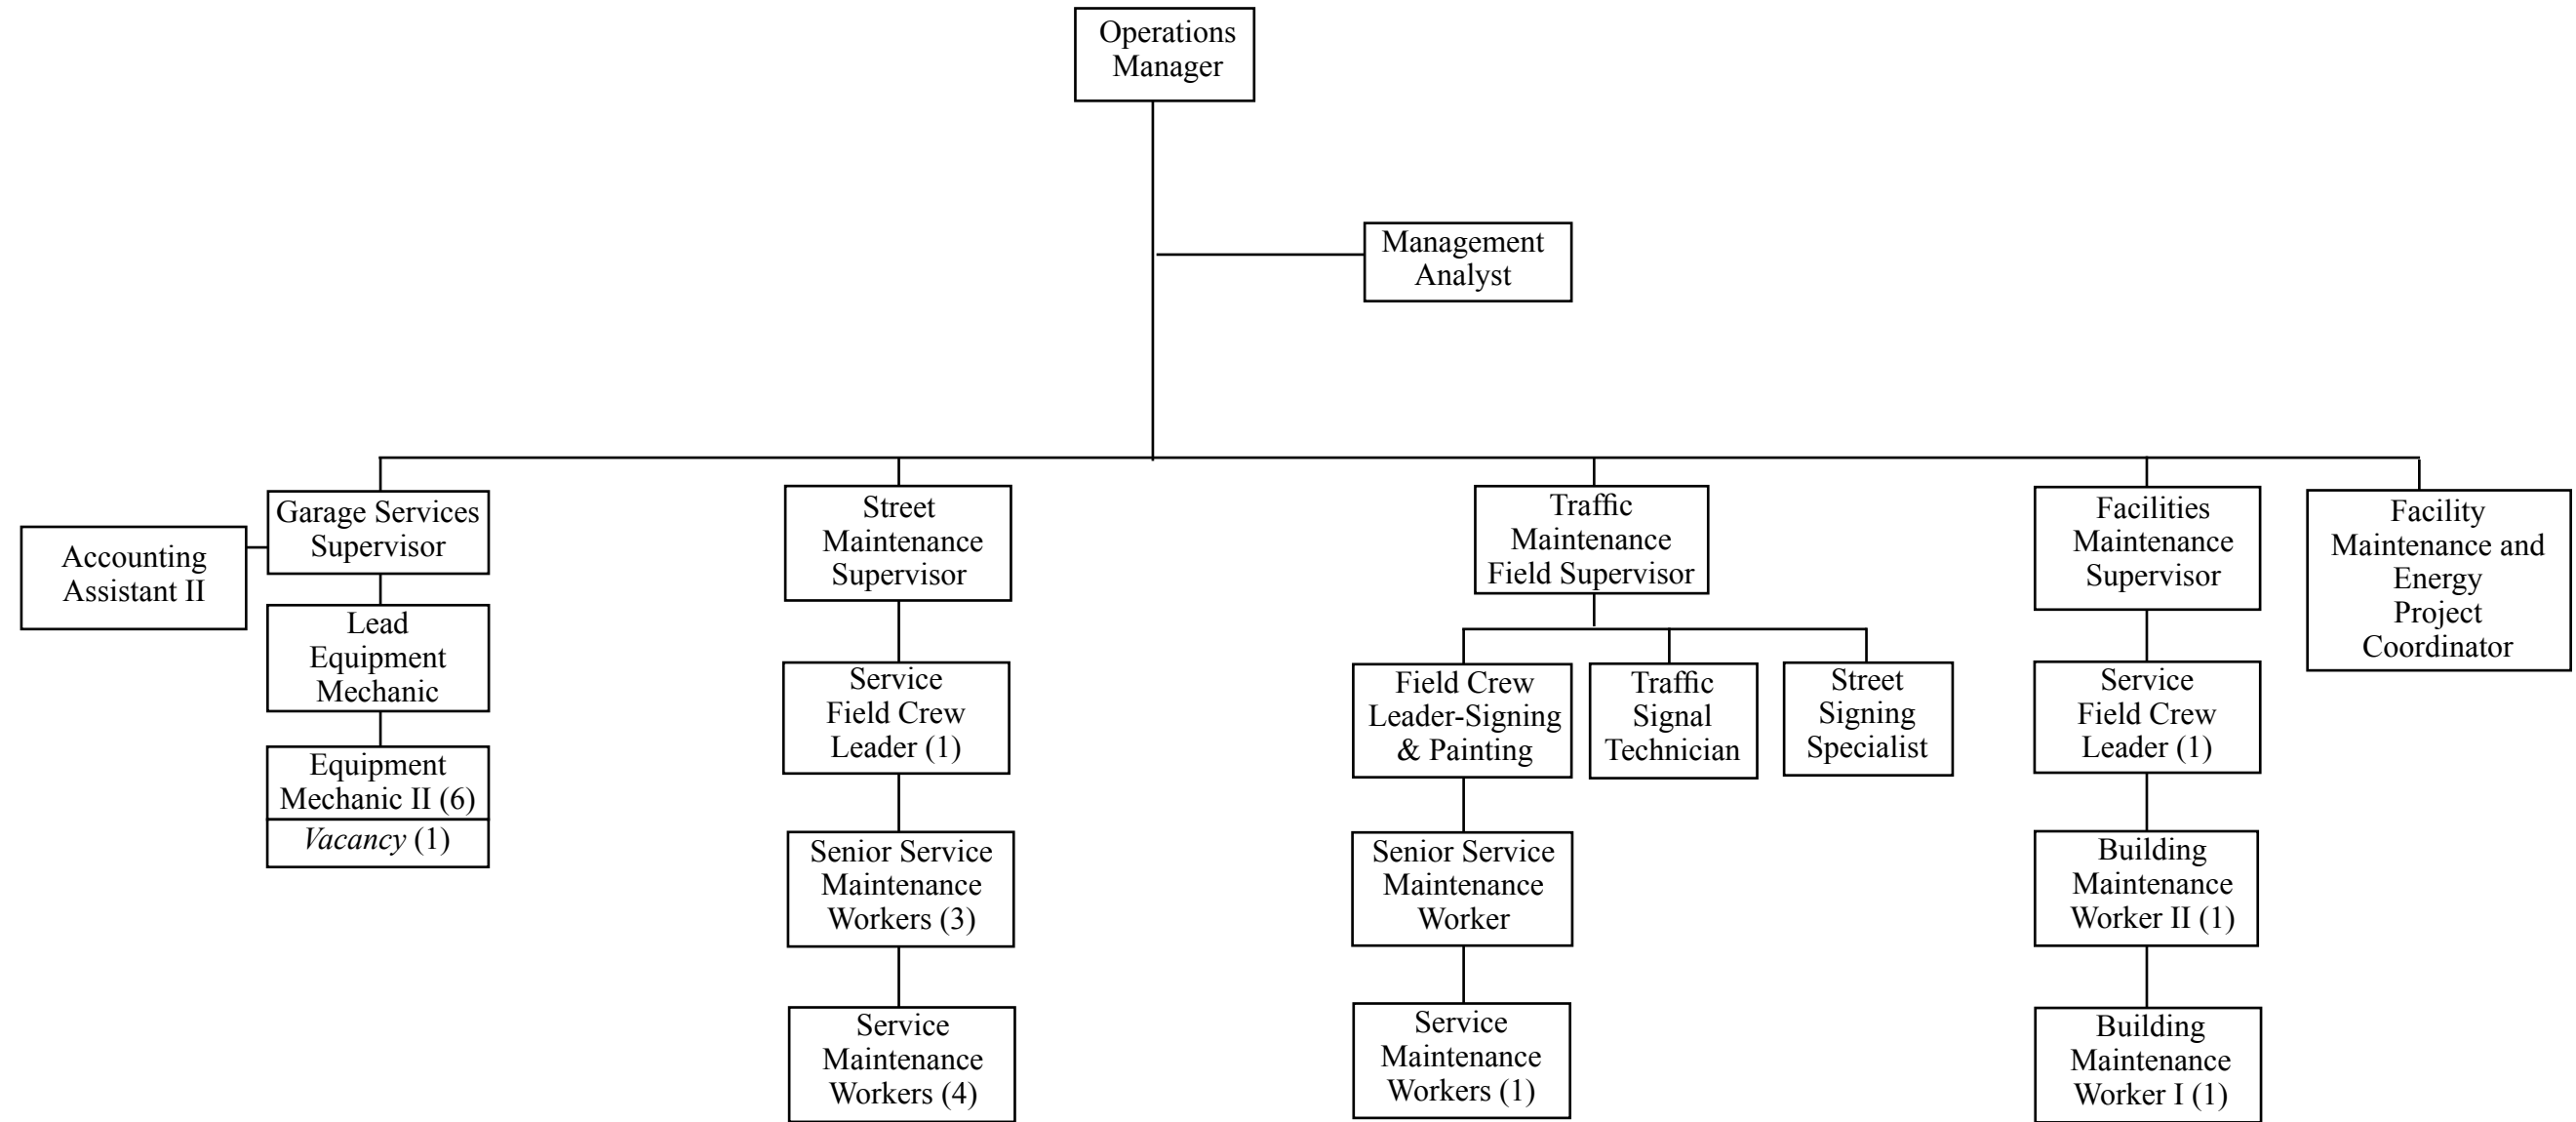 Operations
Manager
Management
Analyst
Accounting
Assistant II
Garage Services
Supervisor
Lead
Equipment
Mechanic
Equipment
Mechanic II (6)
Vacancy (1)
Street
Maintenance
Supervisor
Service
Field Crew
Leader (1)
Senior Service
Maintenance
Workers (3)
Service
Maintenance
Workers (4)
Traffic
Maintenance
Field Supervisor
Field Crew
Leader-Signing
& Painting
Traffic
Signal
Technician
Street
Signing
Specialist
Senior Service
Maintenance
Worker
Service
Maintenance
Workers (1)
Facilities
Maintenance
Supervisor
Service
Field Crew
Leader (1)
Building
Maintenance
Worker II (1)
Building
Maintenance
Worker I (1)
Facility
Maintenance and
Energy
Project
Coordinator